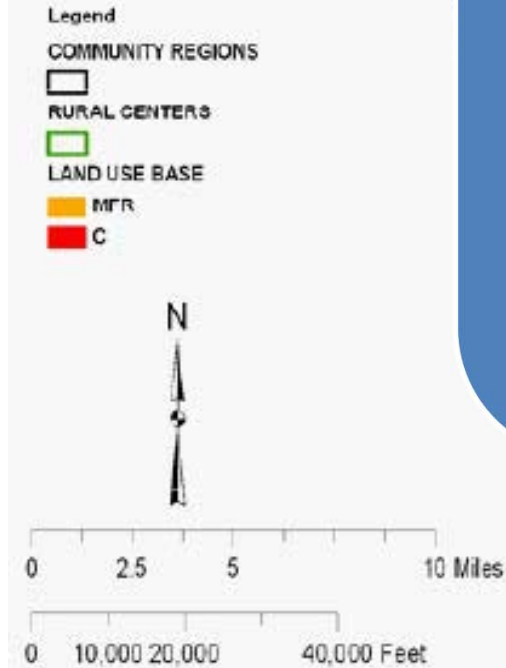 Legend
COMMUNITY REGIONS
RURAL CENTERS
LAND USE BASE
MFR
C
N
0 2.5 5 10 Miles
0 10,000 20,000 40,000 Feet